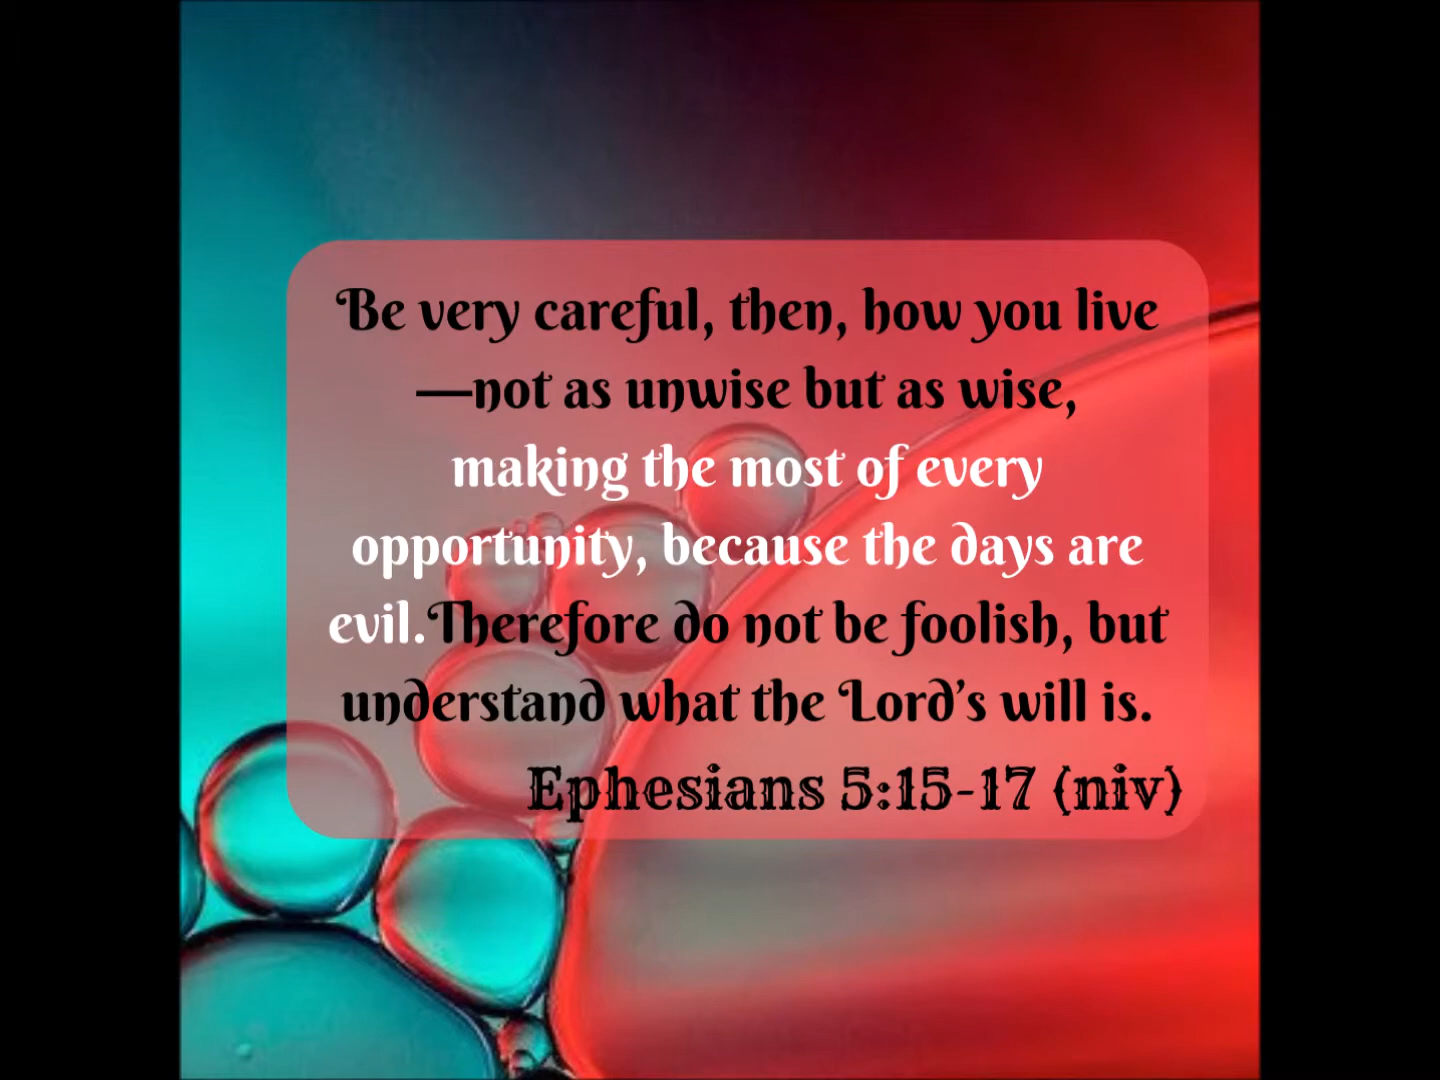 Be very careful, then, how you live
—not as unwise but as wise,
making the most of every
opportunity, because the days are
evil.Therefore do not be foolish, but
understand what the Lord’s will is.
Ephesians 5:15-17 (niv)